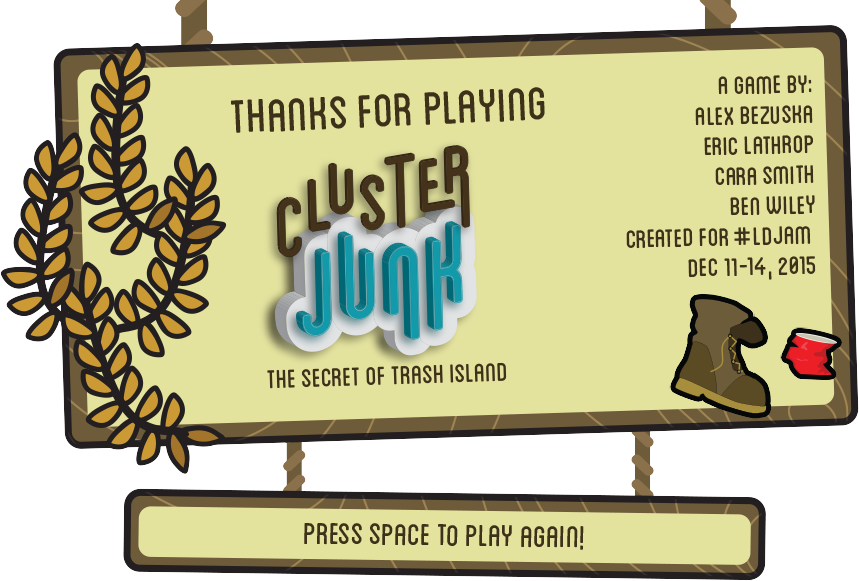 THANKS FOR PLAYING
CLUSTER
JUNK
THE SECRET OF TRASH ISLAND
A GAME BY:
ALEX BEZUSKA
ERIC LATHROP
CARA SMITH
BEN WILEY
CREATED FOR #LDJAM
DEC 11-14, 2015
PRESS SPACE TO PLAY AGAIN!